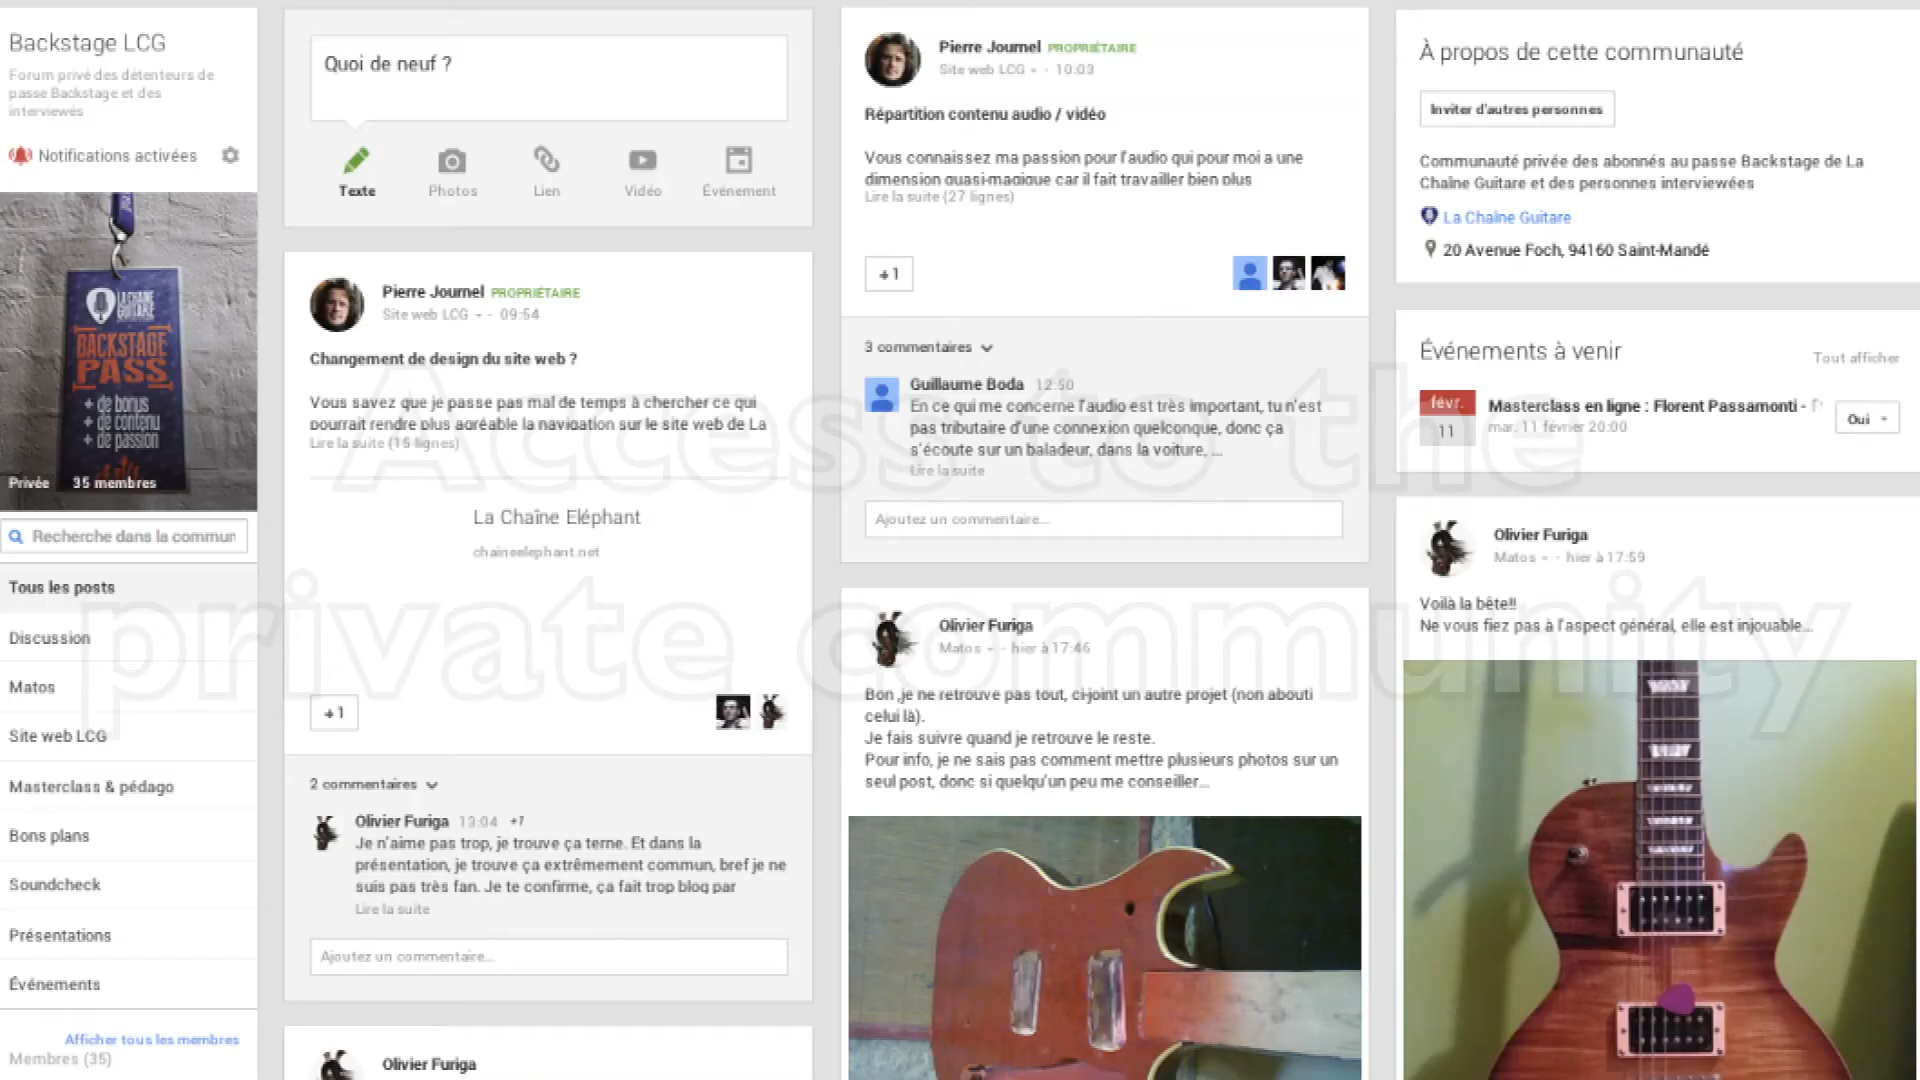 Backstage LCG
Forum privé des détenteurs de
passe Backstage et des
interviewés
Notifications activées
LA CHAINE
GUITARE
BACKSTAGE
PASS
+ de bonus
+ de contenu
+ de passion
Privée 35 membres
Recherche dans la commun
Tous les posts
Discussion
Matos
Site web LCG
Masterclass & pédago
Bons plans
Soundcheck
Présentations
Événements
Afficher tous les membres
Membres (35)
Quoi de neuf ?
Texte Photos Lien Vidéo Événement
Pierre Journel PROPRIÉTAIRE
Site web LCG - 09:54
Changement de design du site web ?
Vous savez que je passe pas mal de temps à chercher ce qui
pourrait rendre plus agréable la navigation sur le site web de La
Lire la suite (15 lignes)
La Chaîne Eléphant
chaineelephant.net
+1
2 commentaires
Olivier Furiga 13:04 +1
Je n'aime pas trop, je trouve ça terne. Et dans la
présentation, je trouve ça extrêmement commun, bref je ne
suis pas très fan. Je te confirme, ça fait trop blog par
Lire la suite
Ajoutez un commentaire...
Olivier Furiga
Pierre Journel PROPRIÉTAIRE
Site web LCG - 10:03
Répartition contenu audio / vidéo
Vous connaissez ma passion pour l'audio qui pour moi a une
dimension quasi-magique car il fait travailler bien plus
Lire la suite (27 lignes)
+1
3 commentaires
Guillaume Boda 12:50
En ce qui me concerne l'audio est très important, tu n'est
pas tributaire d'une connexion quelconque, donc ça
s'écoute sur un baladeur, dans la voiture, ...
Lire la suite
Ajoutez un commentaire...
Olivier Furiga
Matos - hier à 17:46
Bon ,je ne retrouve pas tout, ci-joint un autre projet (non abouti
celui là).
Je fais suivre quand je retrouve le reste.
Pour info, je ne sais pas comment mettre plusieurs photos sur un
seul post, donc si quelqu'un peu me conseiller...
À propos de cette communauté
Inviter d'autres personnes
Communauté privée des abonnés au passe Backstage de La
Chaîne Guitare et des personnes interviewées
La Chaîne Guitare
20 Avenue Foch, 94160 Saint-Mandé
Événements à venir Tout afficher
févr.
11
Masterclass en ligne : Florent Passamonti -
mar. 11 février 20:00
Oui
Olivier Furiga
Matos - hier à 17:59
Voilà la bête!!
Ne vous fiez pas à l'aspect général, elle est injouable...
Access to the
private community